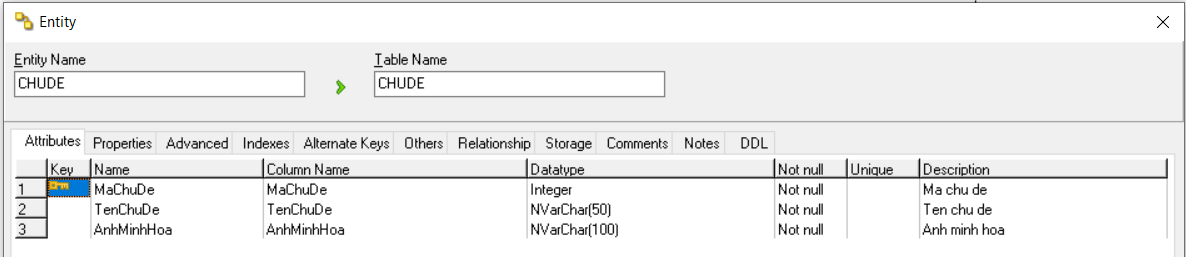 Entity
Entity Name Table Name
CHUDE CHUDE
Attributes Properties Advanced Indexes Alternate Keys Others Relationship Storage Comments Notes DDL
Key Name Column Name Datatype Not null Unique Description
1 MaChuDe MaChuDe Integer Not null Ma chu de
2 TenChuDe TenChuDe NVarChar(50) Not null Ten chu de
3 AnhMinhHoa AnhMinhHoa NVarChar(100) Not null Anh minh hoa